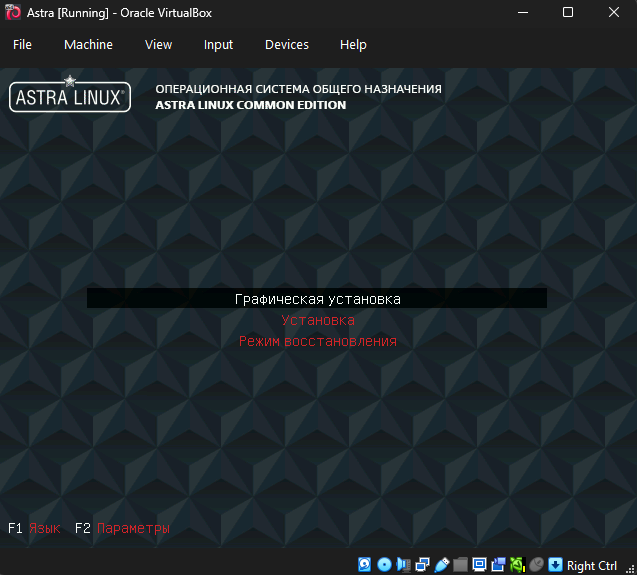 Astra [Running] - Oracle VirtualBox
File Machine View Input Devices Help
ASTRA LINUX®
ОПЕРАЦИОННАЯ СИСТЕМА ОБЩЕГО НАЗНАЧЕНИЯ
ASTRA LINUX COMMON EDITION
Графическая установка
Установка
Режим восстановления
F1 Язык F2 Параметры
Right Ctrl